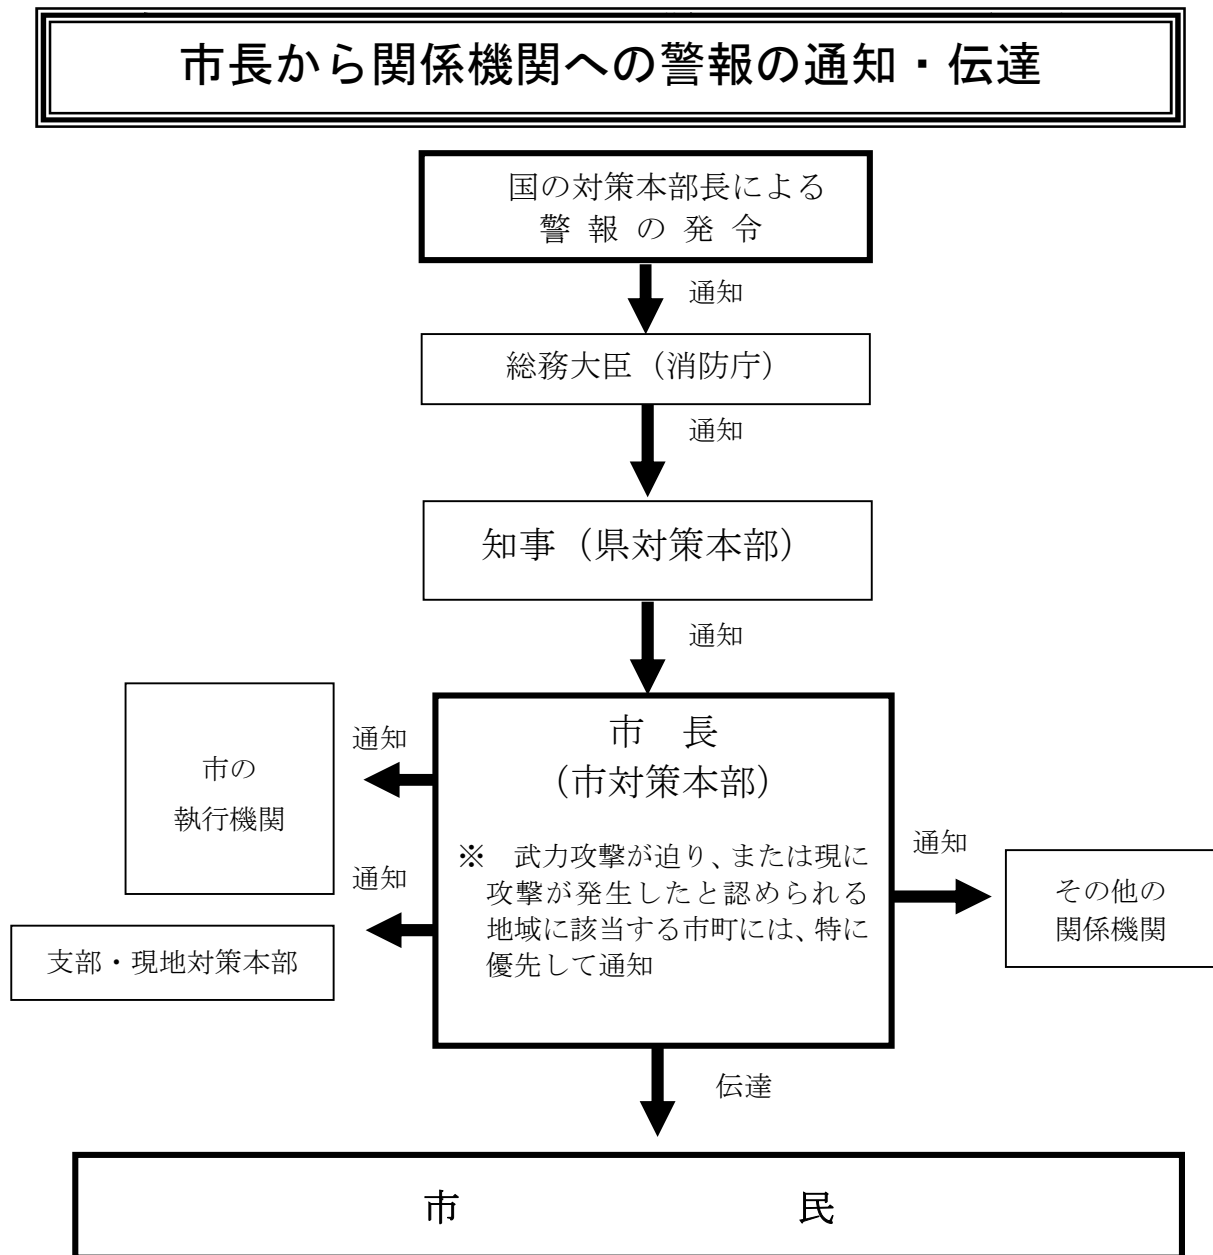 市長から関係機関への警報の通知・伝達
国の対策本部長による
警報の発令
通知
総務大臣（消防庁）
通知
知事（県対策本部）
通知
市の
執行機関
通知
通知
支部・現地対策本部
市　長
（市対策本部）
※　武力攻撃が迫り、または現に
攻撃が発生したと認められる
地域に該当する市町には、特に
優先して通知
通知
その他の
関係機関
伝達
市　民